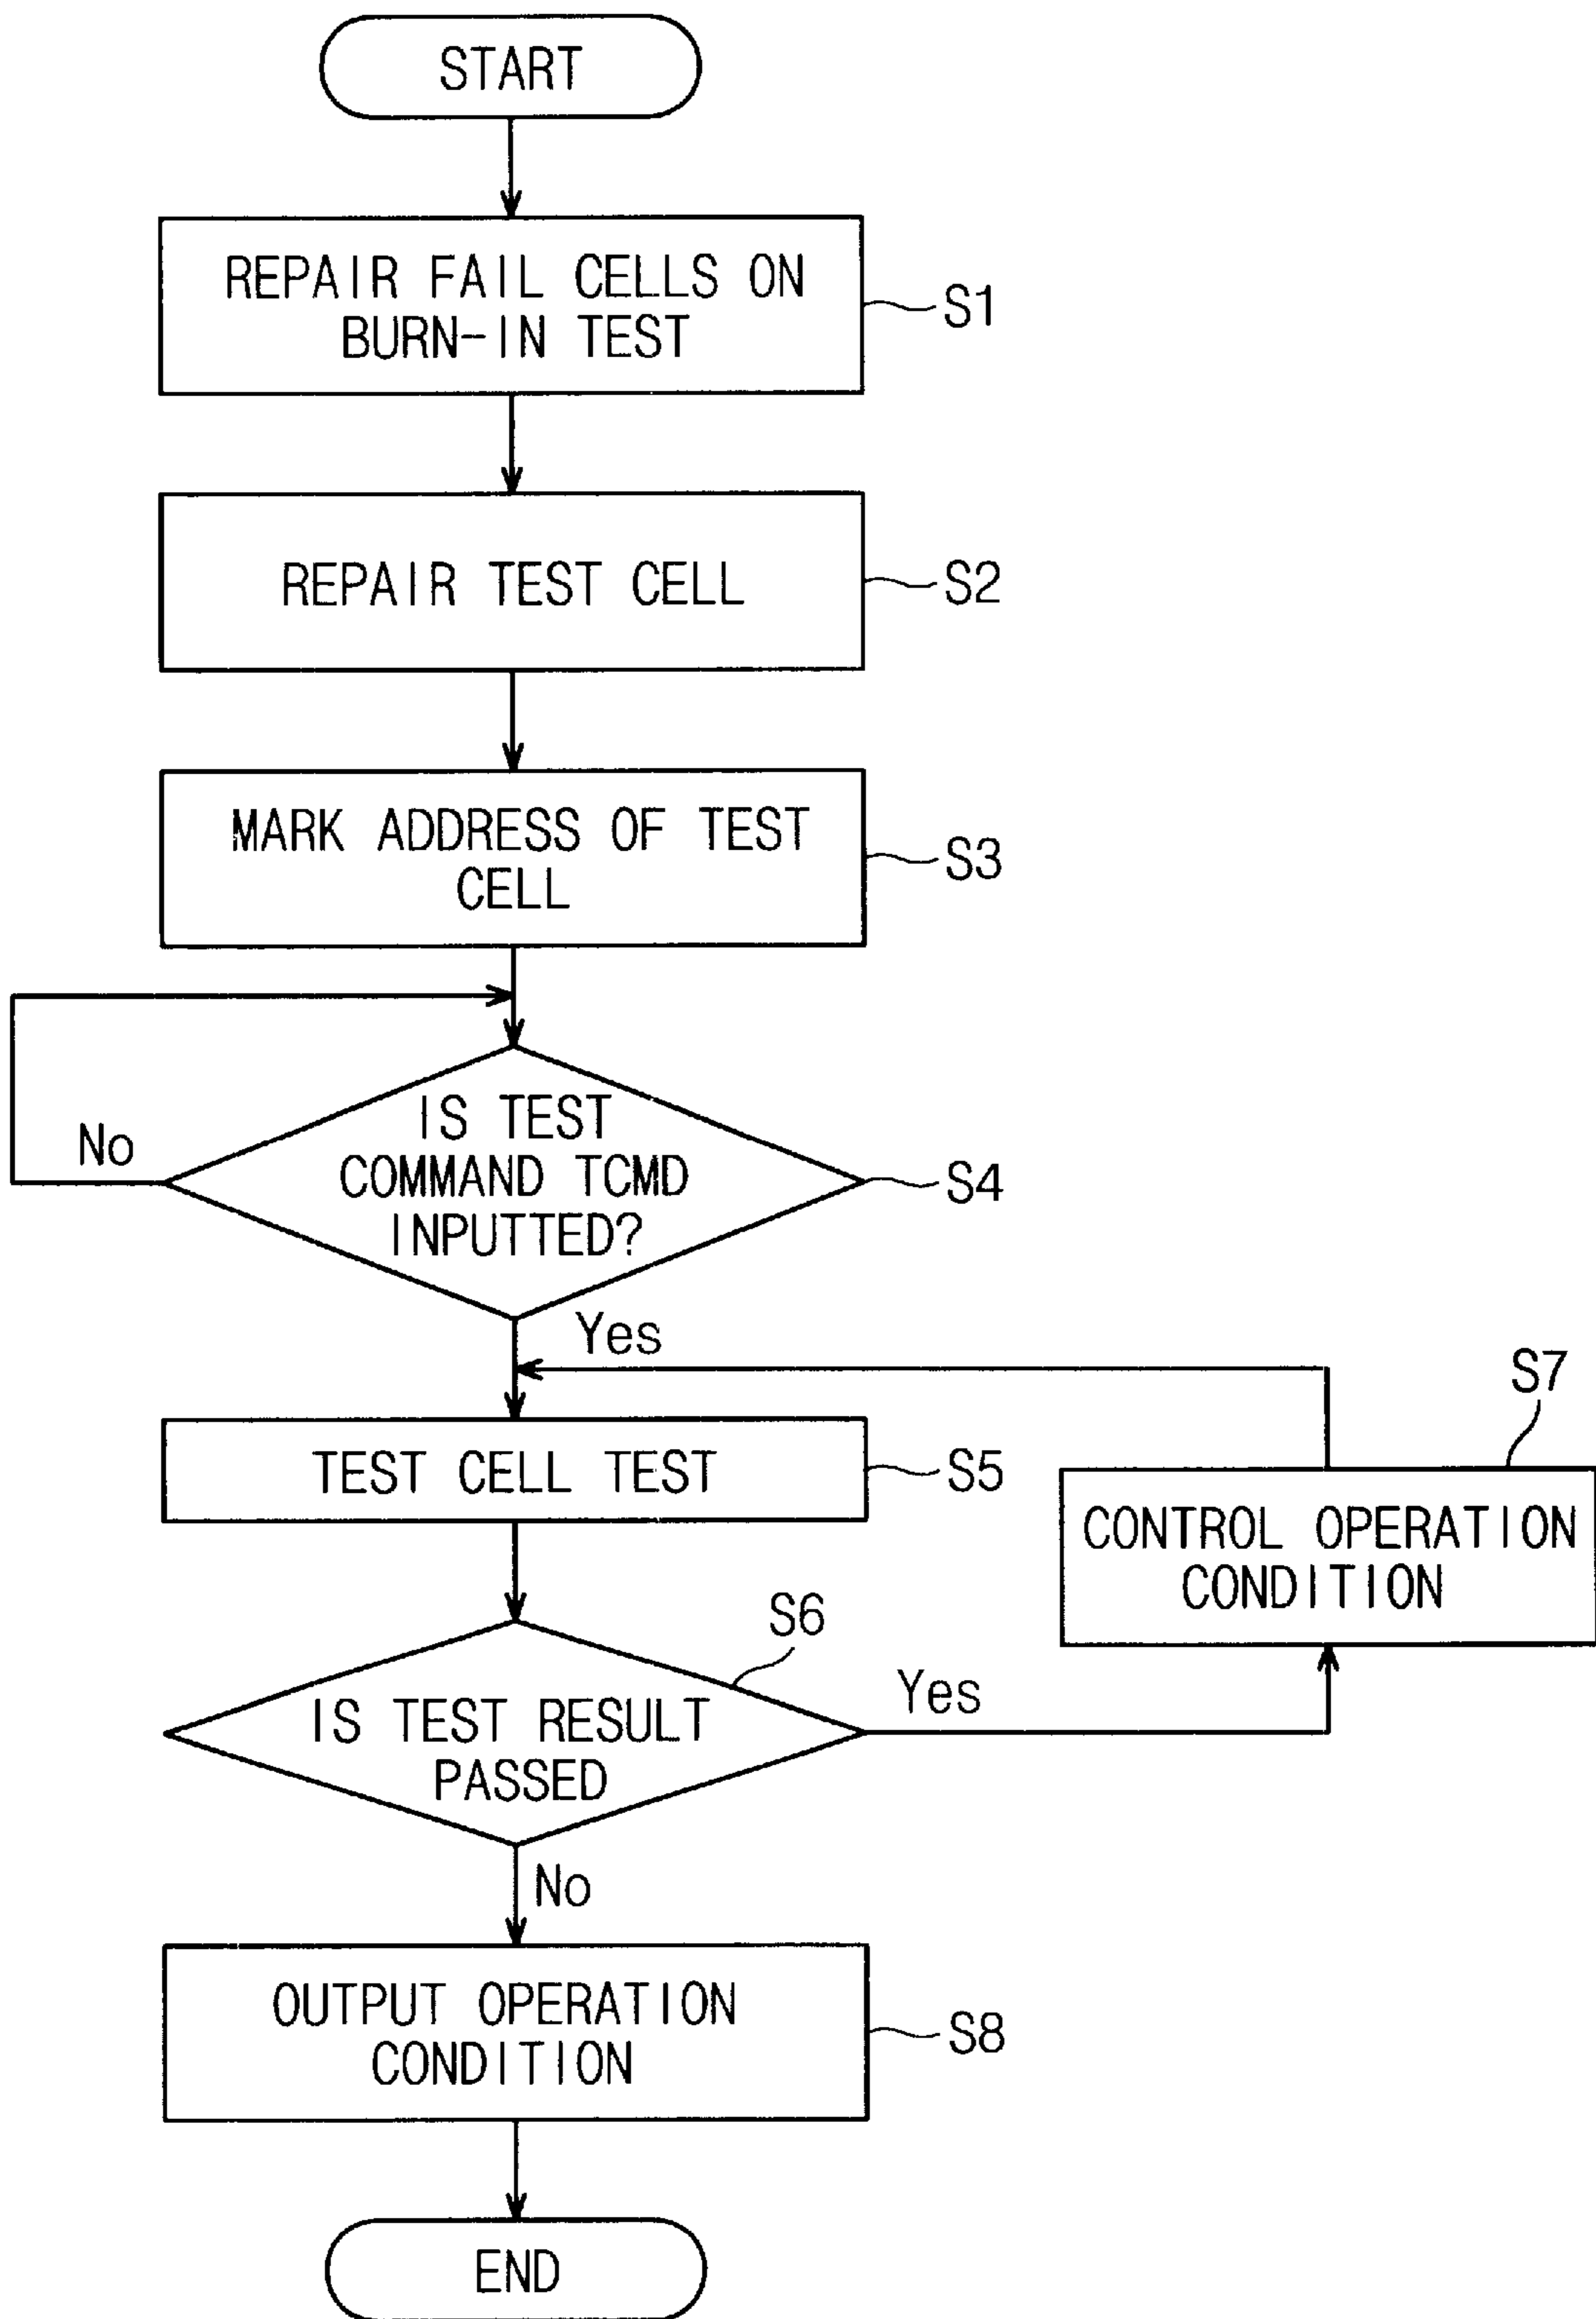 START
REPAIR FAIL CELLS ON
BURN-IN TEST
S1
REPAIR TEST CELL
S2
MARK ADDRESS OF TEST
CELL
S3
IS TEST
COMMAND TCMD
INPUTTED?
No
S4
Yes
S7
TEST CELL TEST
S5
CONTROL OPERATION
CONDITION
S6
IS TEST RESULT
PASSED
Yes
No
OUTPUT OPERATION
CONDITION
S8
END